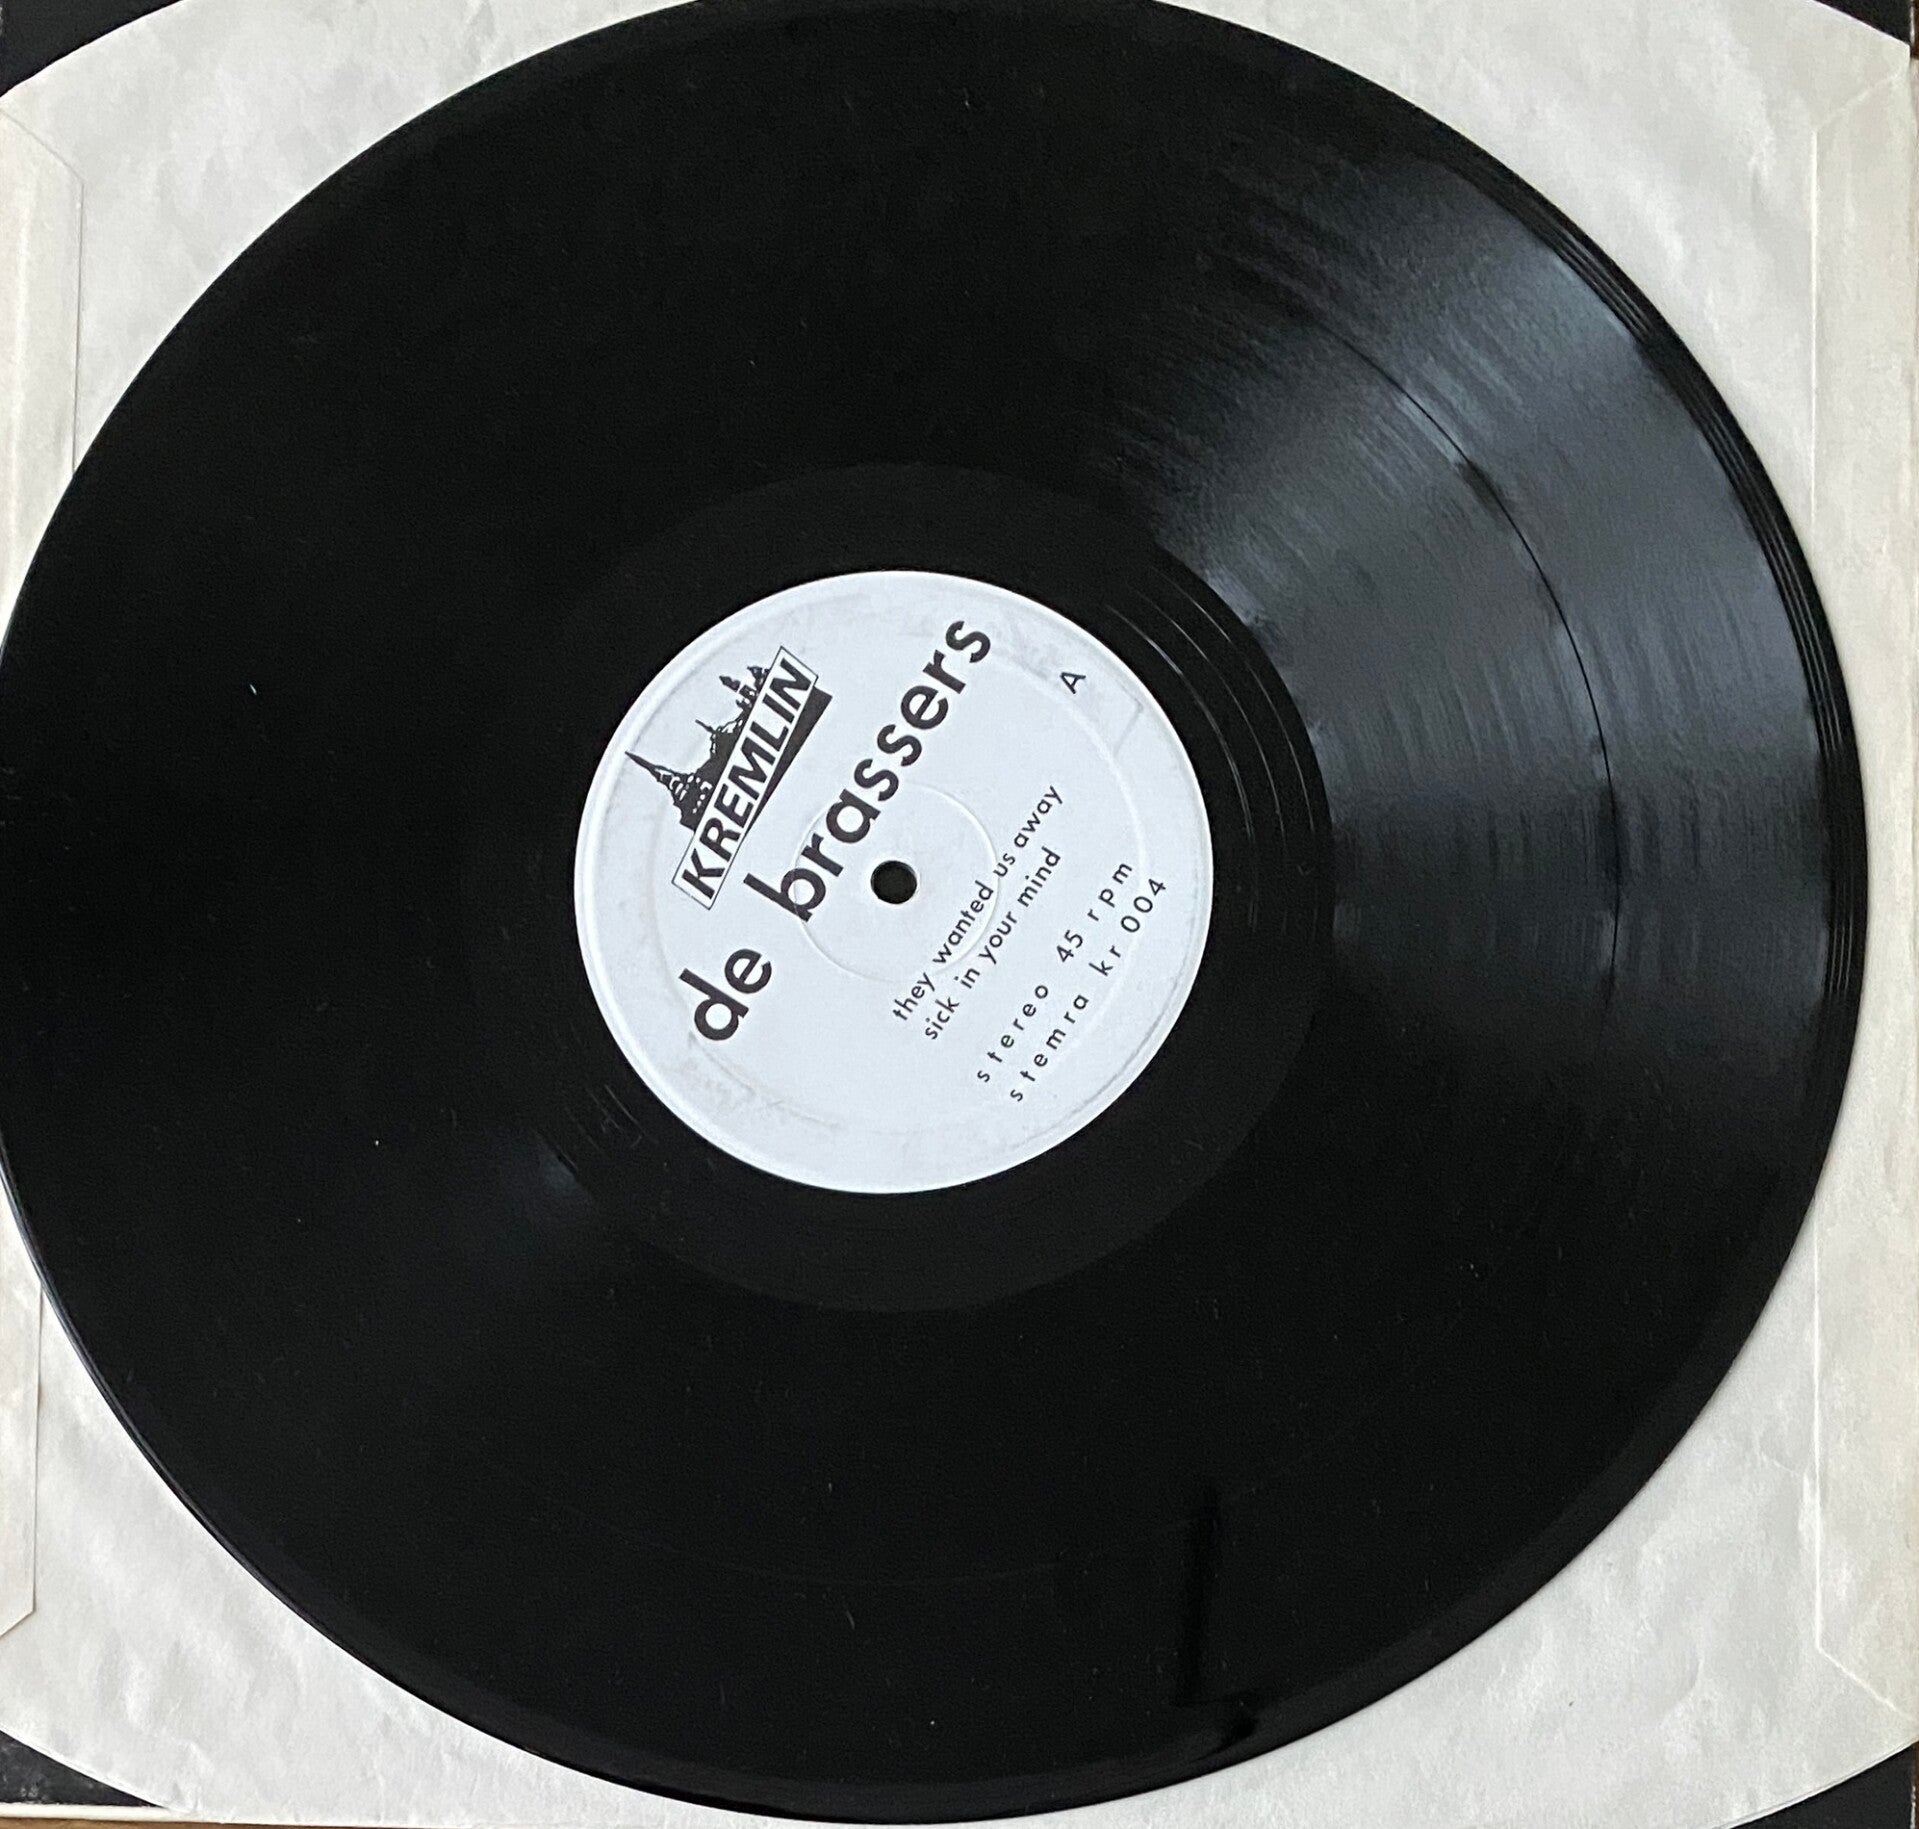 KREMLIN
de brassers
A
they wanted us away
sick in your mind
stereo 45 rpm
stemra kr 004